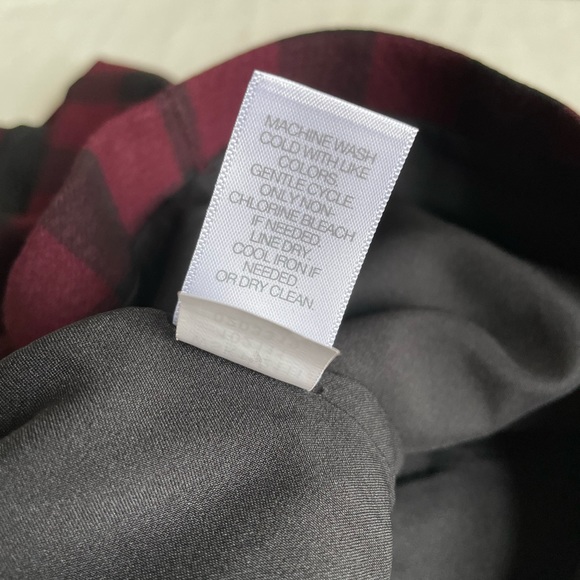 MACHINE WASH
COLD WITH LIKE
COLORS.
GENTLE CYCLE.
ONLY NON-
CHLORINE BLEACH
IF NEEDED.
LINE DRY.
COOL IRON IF
NEEDED.
OR DRY CLEAN.